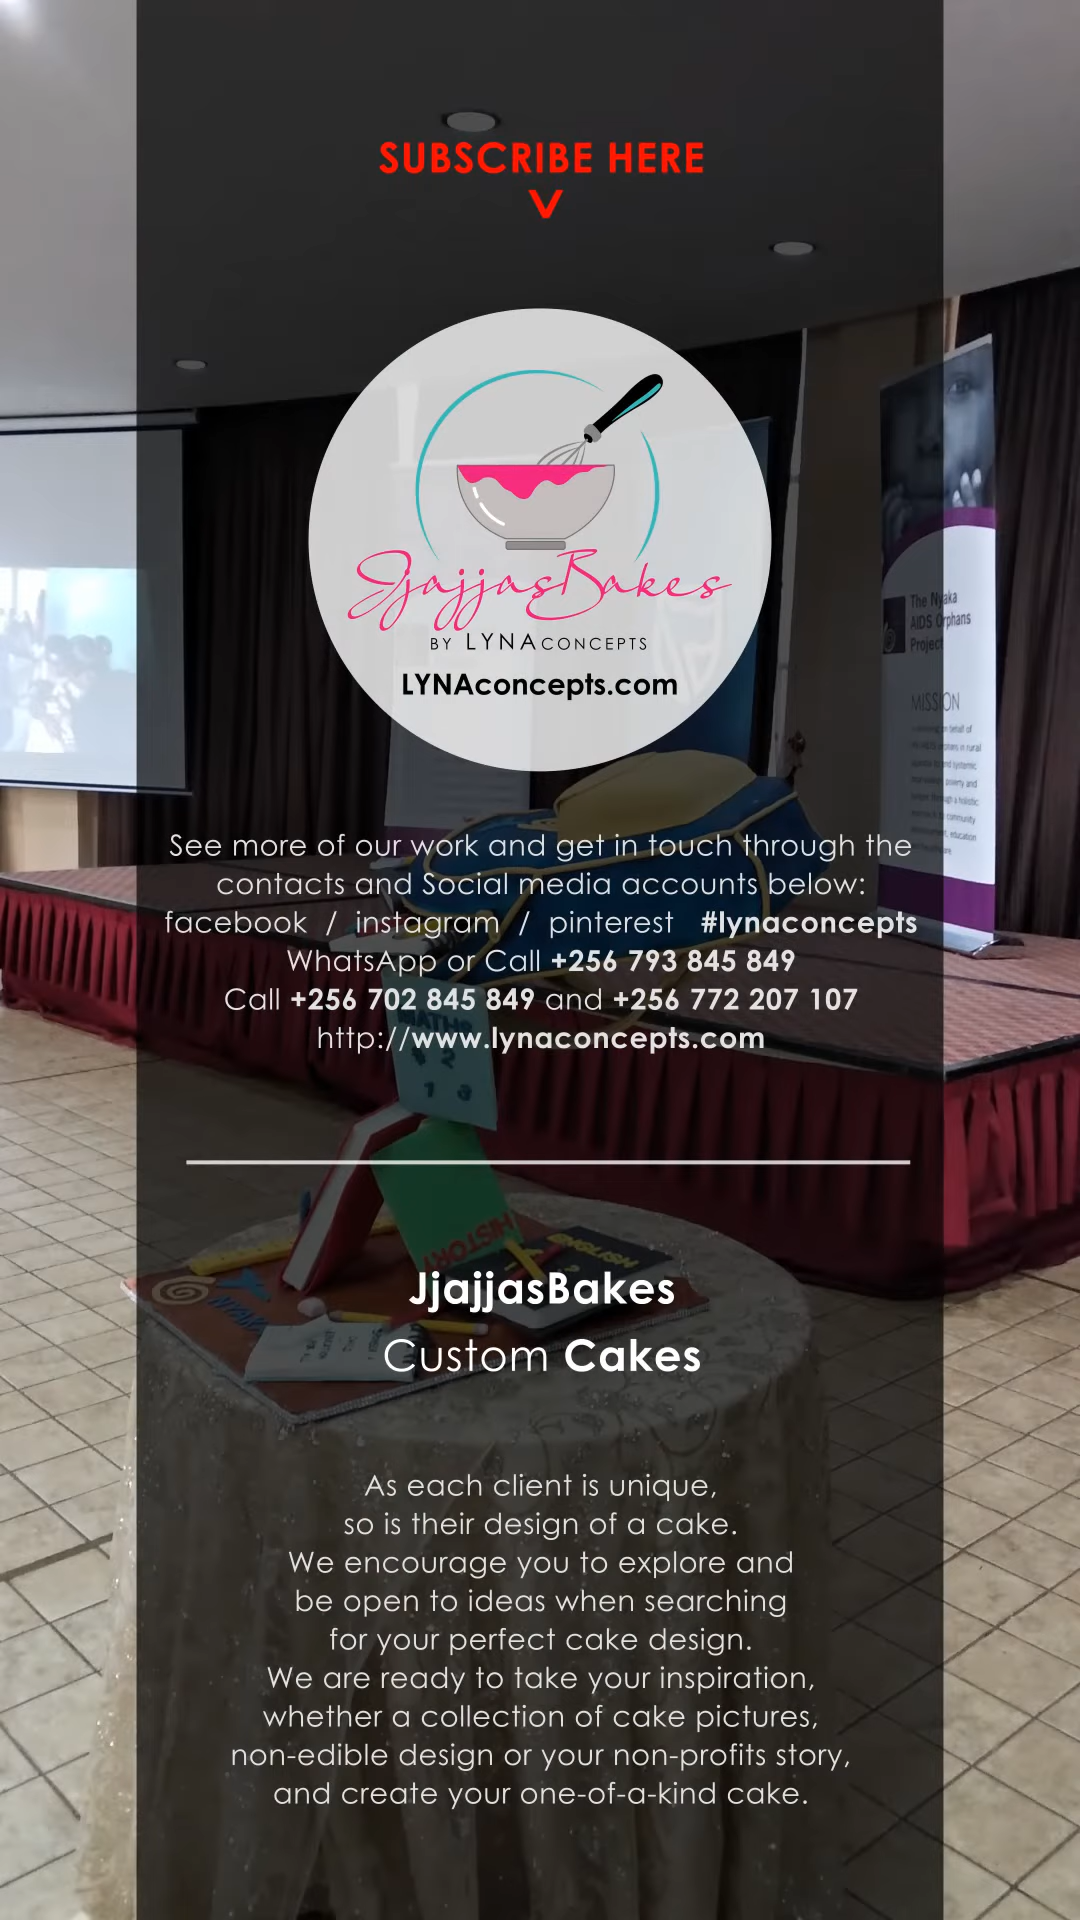 SUBSCRIBE HERE
V
JjajjasBakes
BY LYNACONCEPTS
LYNAconcepts.com
The Nyaka
AIDS Orphans
Project
MISSION
See more of our work and get in touch through the
contacts and Social media accounts below:
facebook / instagram / pinterest #lynaconcepts
WhatsApp or Call +256 793 845 849
Call +256 702 845 849 and +256 772 207 107
http://www.lynaconcepts.com
MATHS
2
1 3
HISTORY
ENGLISH
JjajjasBakes
Custom Cakes
As each client is unique,
so is their design of a cake.
We encourage you to explore and
be open to ideas when searching
for your perfect cake design.
We are ready to take your inspiration,
whether a collection of cake pictures,
non-edible design or your non-profits story,
and create your one-of-a-kind cake.